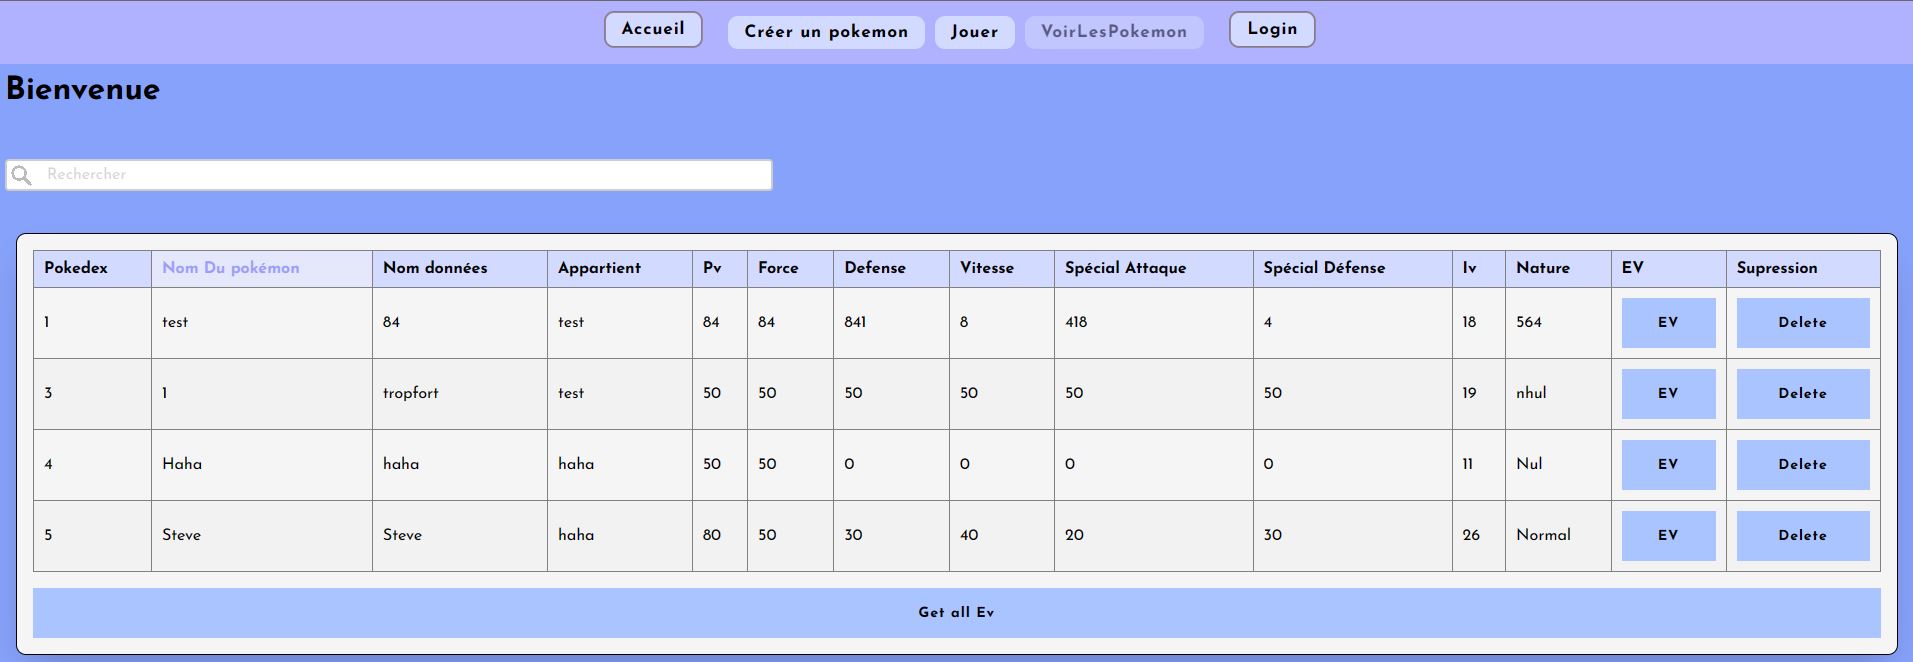 Accueil Créer un pokemon Jouer VoirLesPokemon Login
Bienvenue
Rechercher
Pokedex Nom Du pokémon Nom données Appartient Pv Force Defense Vitesse Spécial Attaque Spécial Défense Iv Nature EV Supression
1 test 84 test 84 84 841 8 418 4 18 564 EV Delete
3 1 tropfort test 50 50 50 50 50 50 19 nhul EV Delete
4 Haha haha haha 50 50 0 0 0 0 11 Nul EV Delete
5 Steve Steve haha 80 50 30 40 20 30 26 Normal EV Delete
Get all Ev